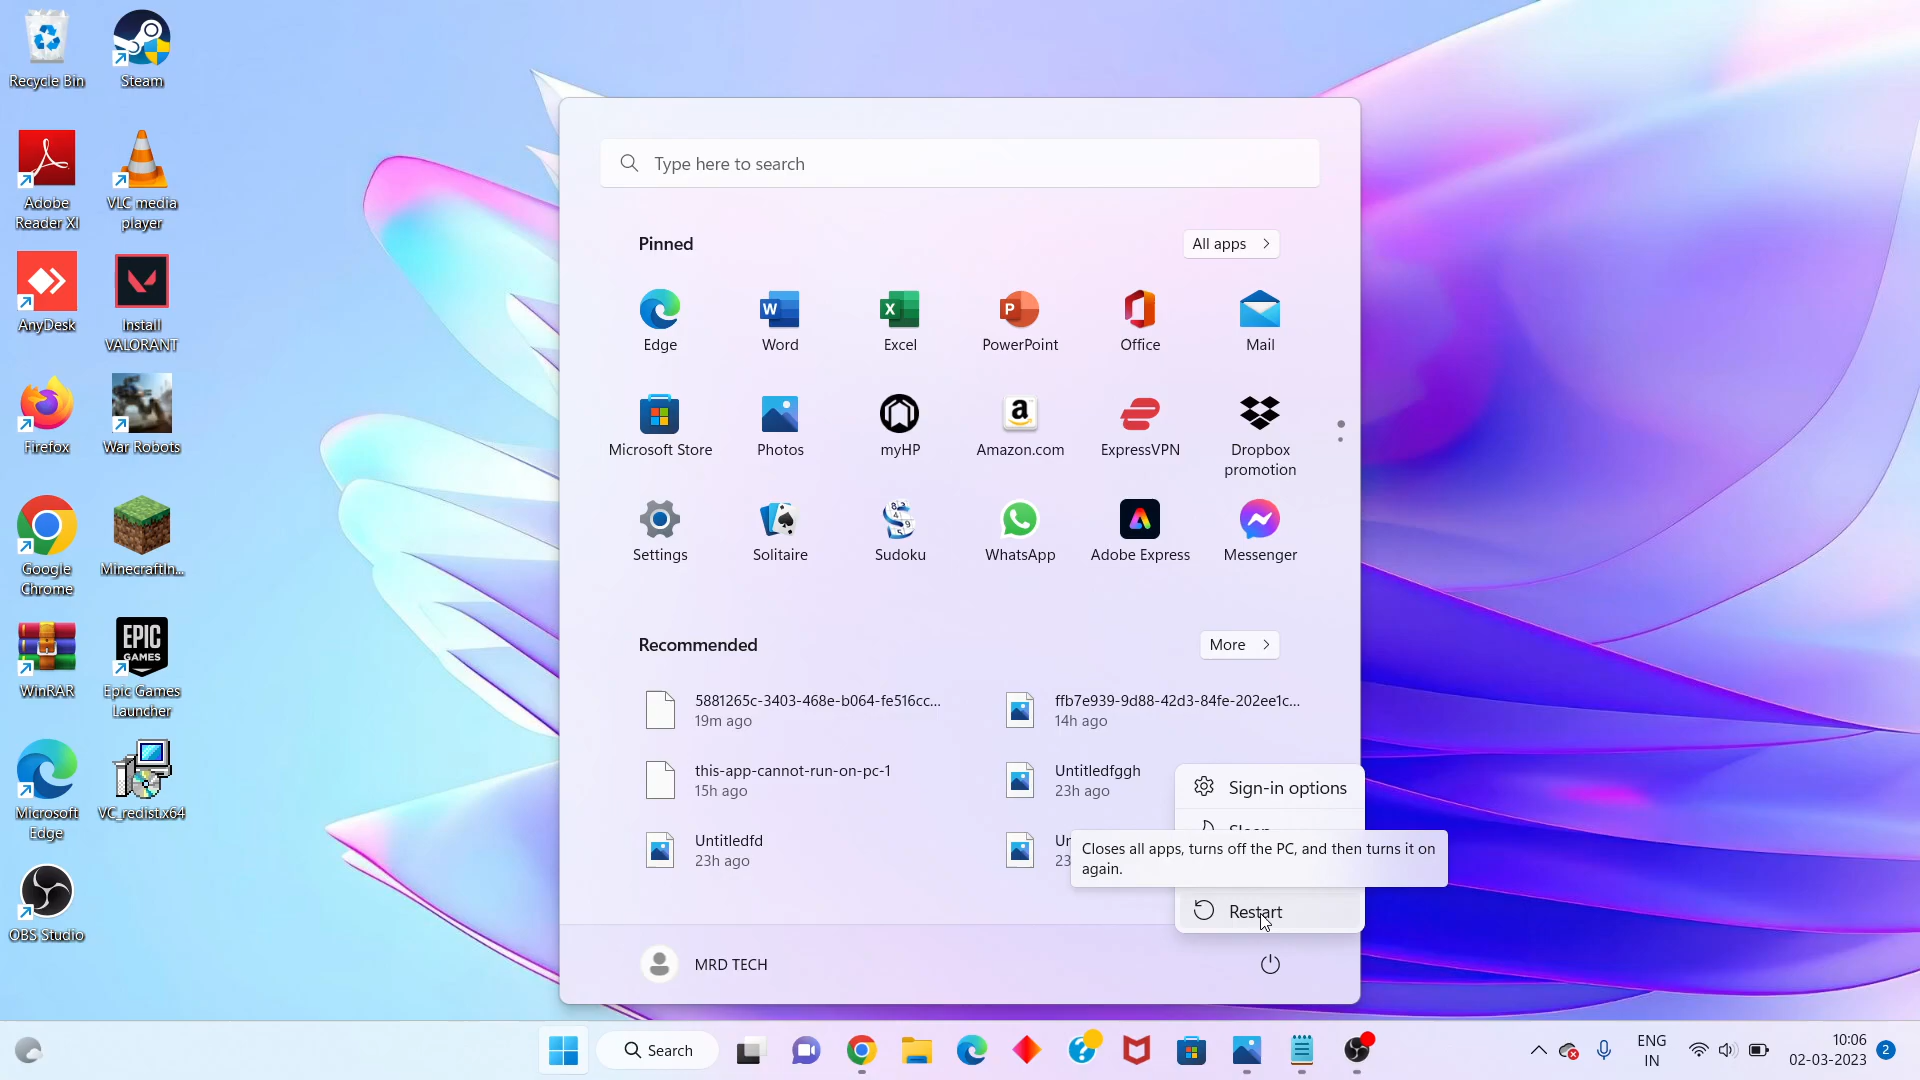 Recycle Bin
Steam
Adobe
Reader XI
VLC media
player
AnyDesk
Install
VALORANT
Firefox
War Robots
Google
Chrome
MinecraftIn...
WinRAR
EPIC
GAMES
Epic Games
Launcher
Microsoft
Edge
VC_redist.x64
OBS Studio
Type here to search
Pinned
All apps
Edge
Word
Excel
PowerPoint
Office
Mail
Microsoft Store
Photos
myHP
Amazon.com
ExpressVPN
Dropbox
promotion
Settings
Solitaire
Sudoku
WhatsApp
Adobe Express
Messenger
Recommended
More
5881265c-3403-468e-b064-fe516cc...
19m ago
ffb7e939-9d88-42d3-84fe-202ee1c...
14h ago
this-app-cannot-run-on-pc-1
15h ago
Untitledfggh
23h ago
Untitledfd
23h ago
Sign-in options
Sleep
Closes all apps, turns off the PC, and then turns it on
again.
Restart
MRD TECH
Search
ENG
IN
10:06
02-03-2023
2